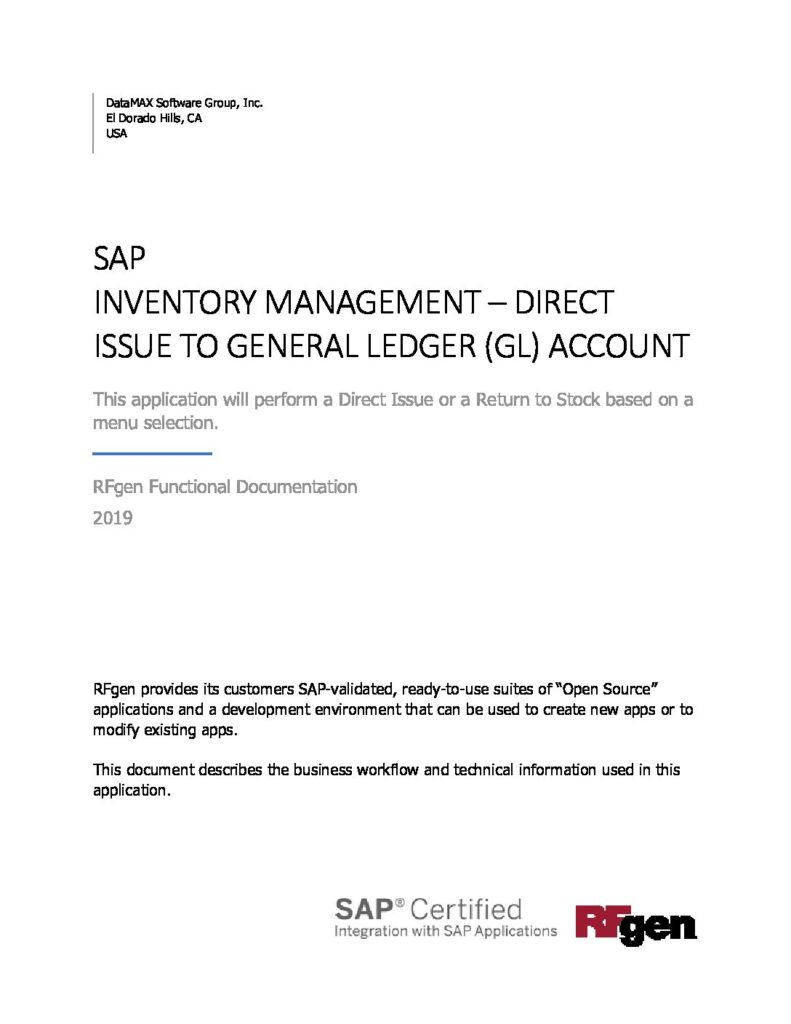 DataMAX Software Group, Inc.
El Dorado Hills, CA
USA
SAP
INVENTORY MANAGEMENT – DIRECT
ISSUE TO GENERAL LEDGER (GL) ACCOUNT
This application will perform a Direct Issue or a Return to Stock based on a
menu selection.
RFgen Functional Documentation
2019
RFgen provides its customers SAP-validated, ready-to-use suites of “Open Source”
applications and a development environment that can be used to create new apps or to
modify existing apps.
This document describes the business workflow and technical information used in this
application.
SAP® Certified
Integration with SAP Applications
RFgen